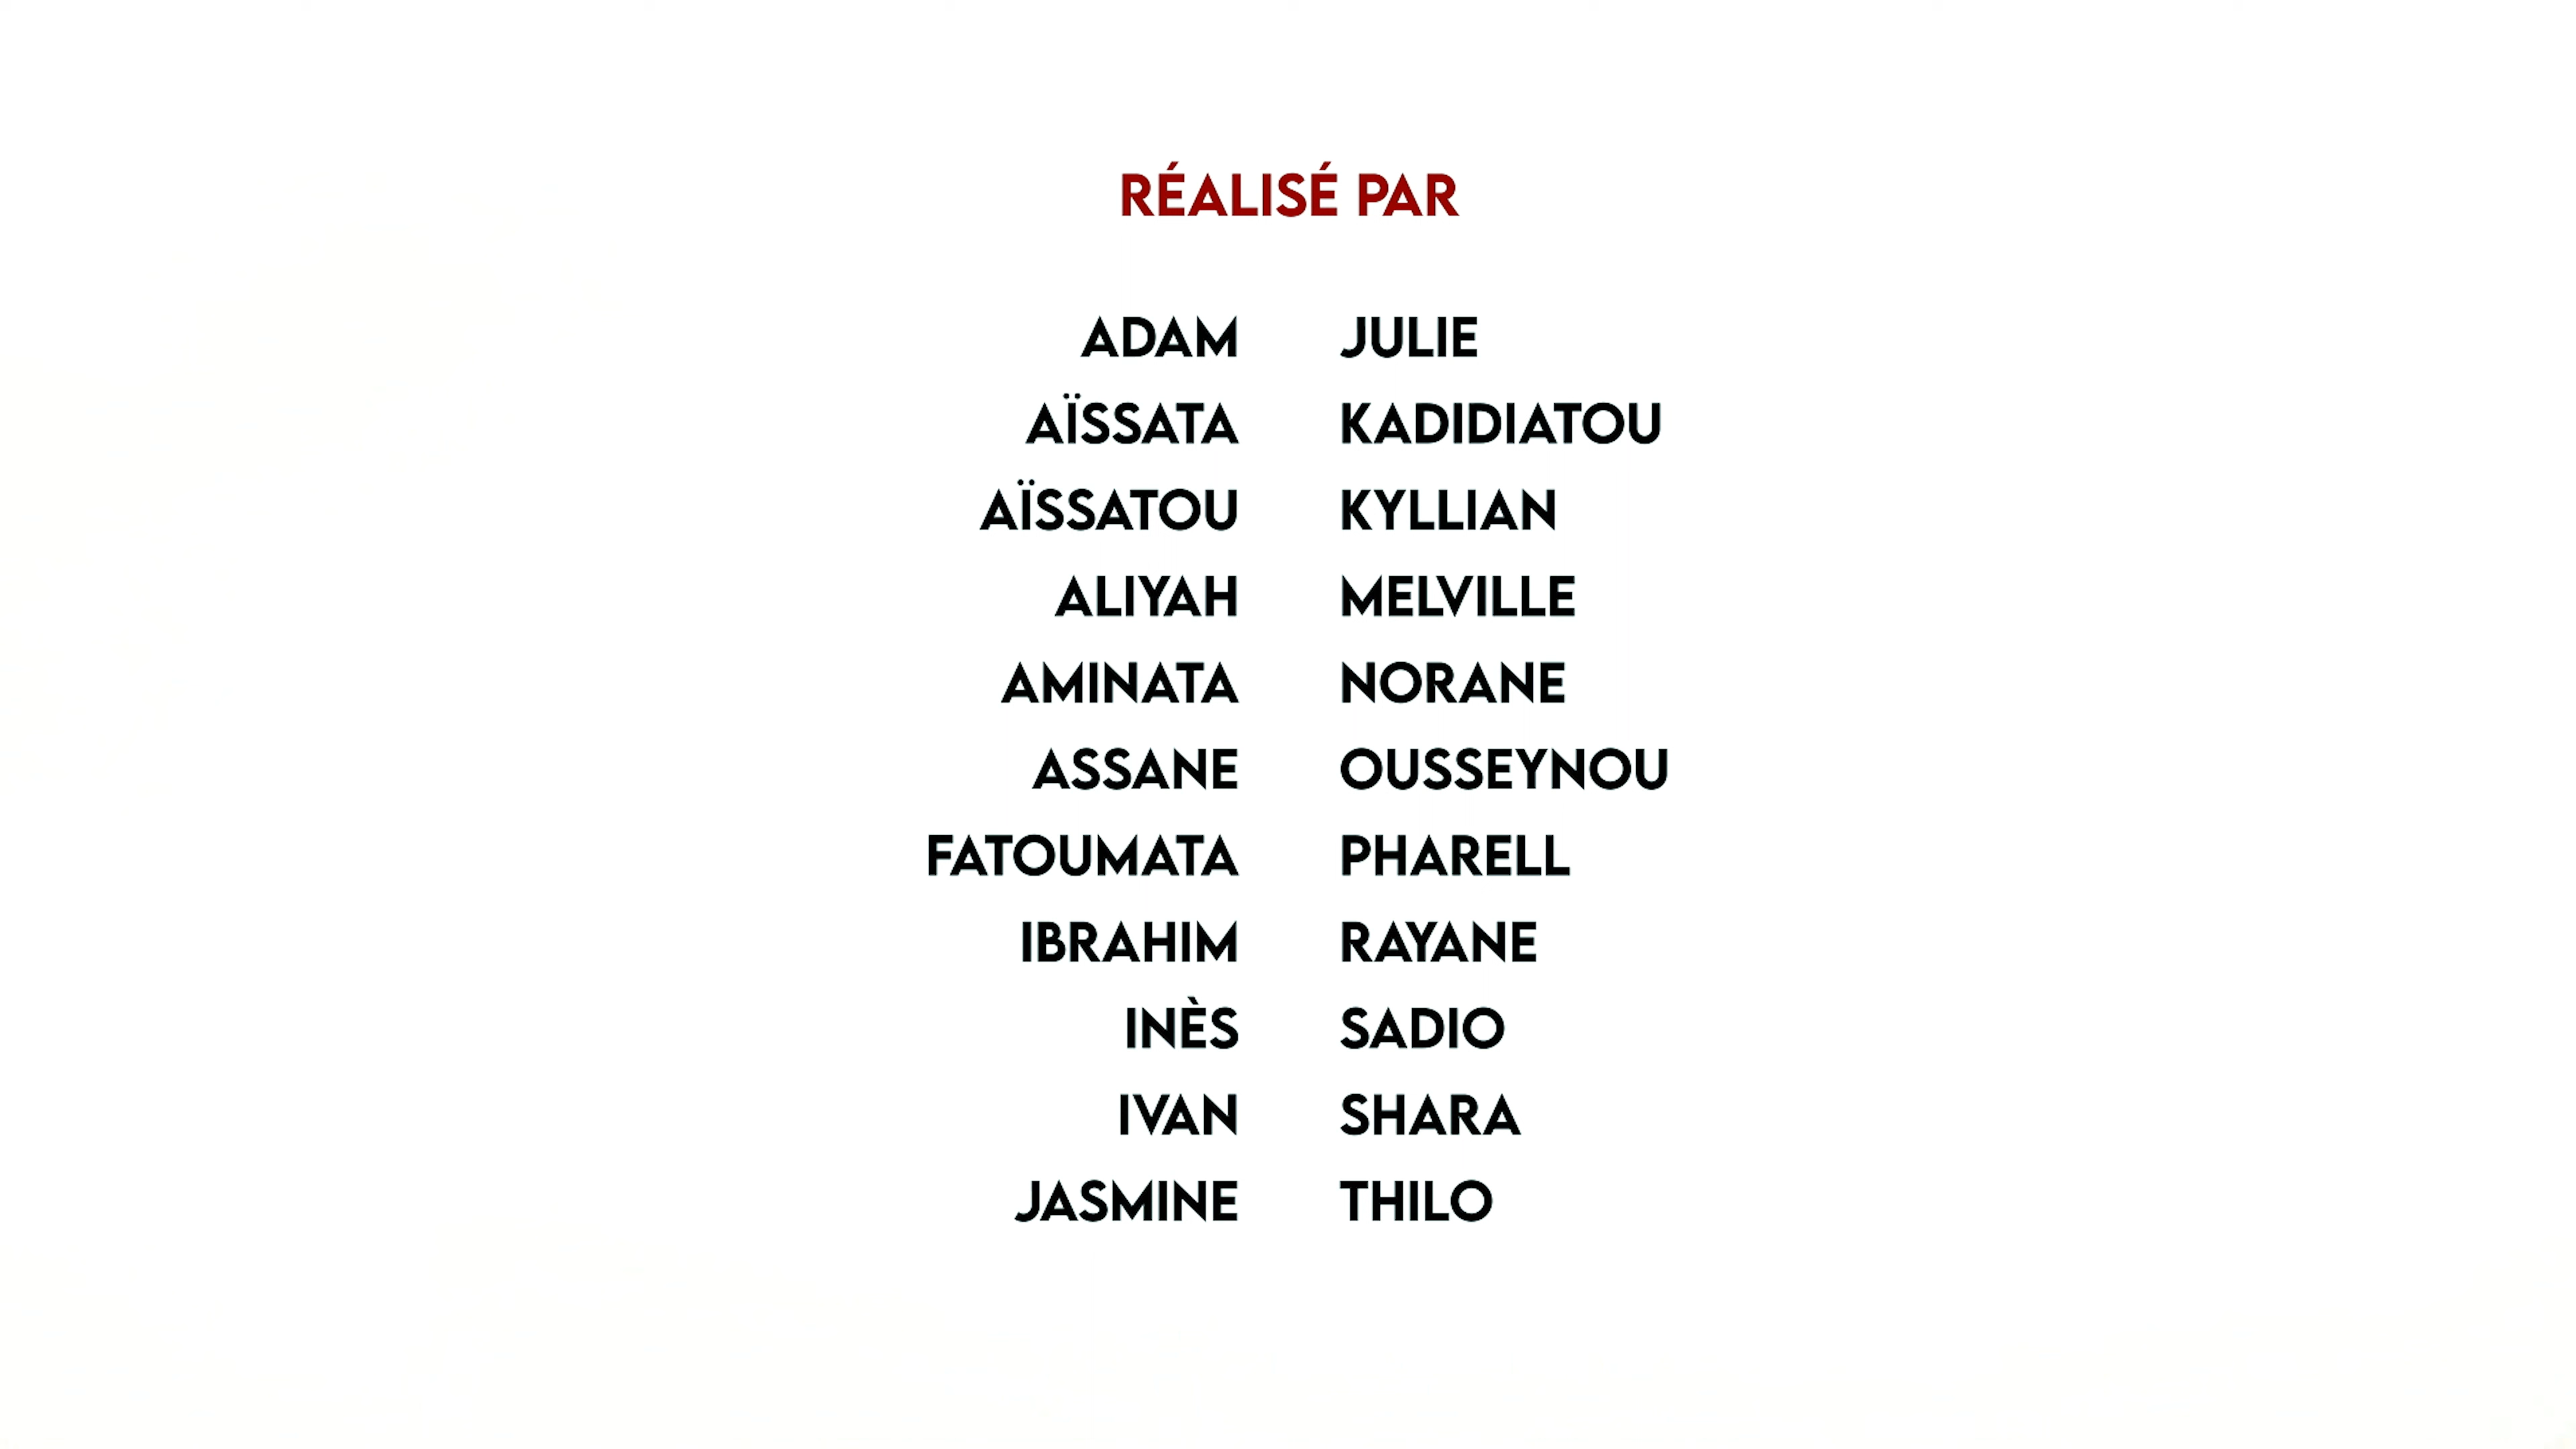 RÉALISÉ PAR
ADAM
AÏSSATA
AÏSSATOU
ALIYAH
AMINATA
ASSANE
FATOUMATA
IBRAHIM
INÈS
IVAN
JASMINE
JULIE
KADIDIATOU
KYLLIAN
MELVILLE
NORANE
OUSSEYNOU
PHARELL
RAYANE
SADIO
SHARA
THILO